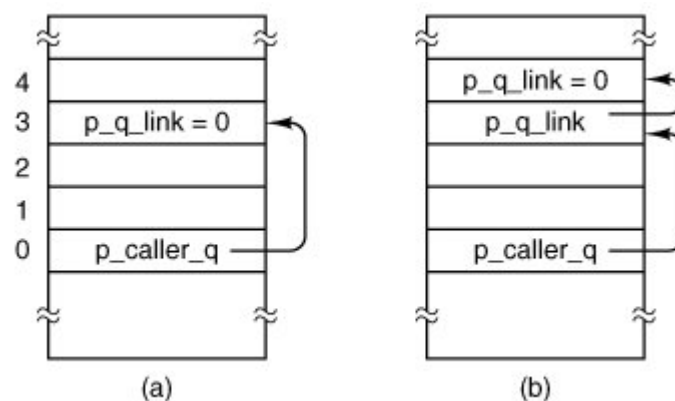 4
p_q_link = 0
3
p_q_link = 0
p_q_link
2
1
0
p_caller_q
p_caller_q
(a)
(b)